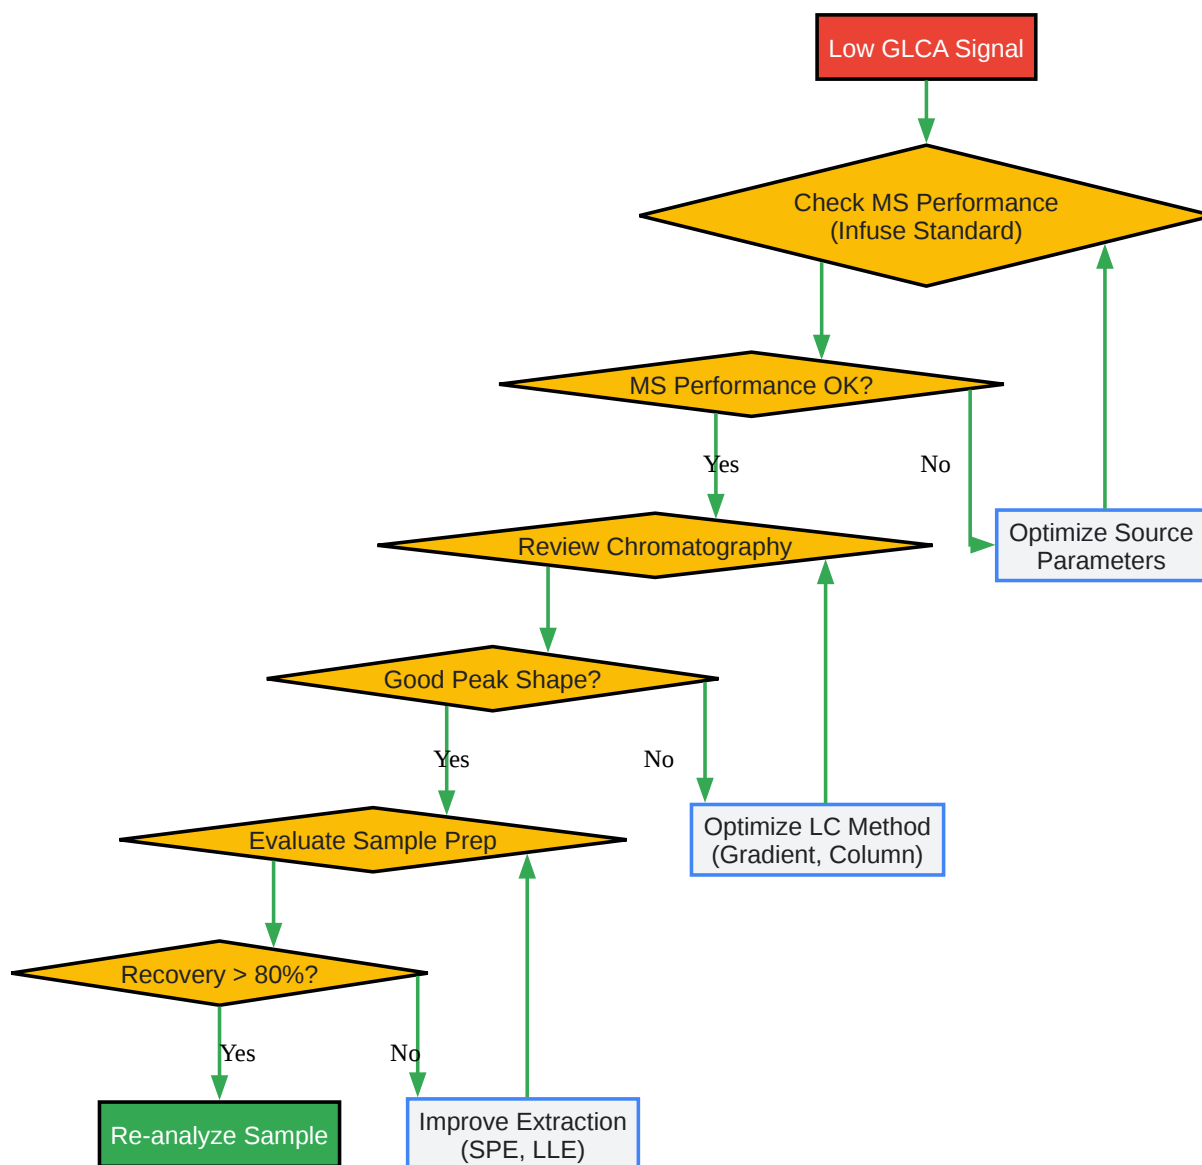 Low GLCA Signal
Check MS Performance
(Infuse Standard)
MS Performance OK?
Yes
No
Optimize Source
Parameters
Review Chromatography
Good Peak Shape?
Yes
No
Optimize LC Method
(Gradient, Column)
Evaluate Sample Prep
Recovery > 80%?
Yes
No
Re-analyze Sample
Improve Extraction
(SPE, LLE)